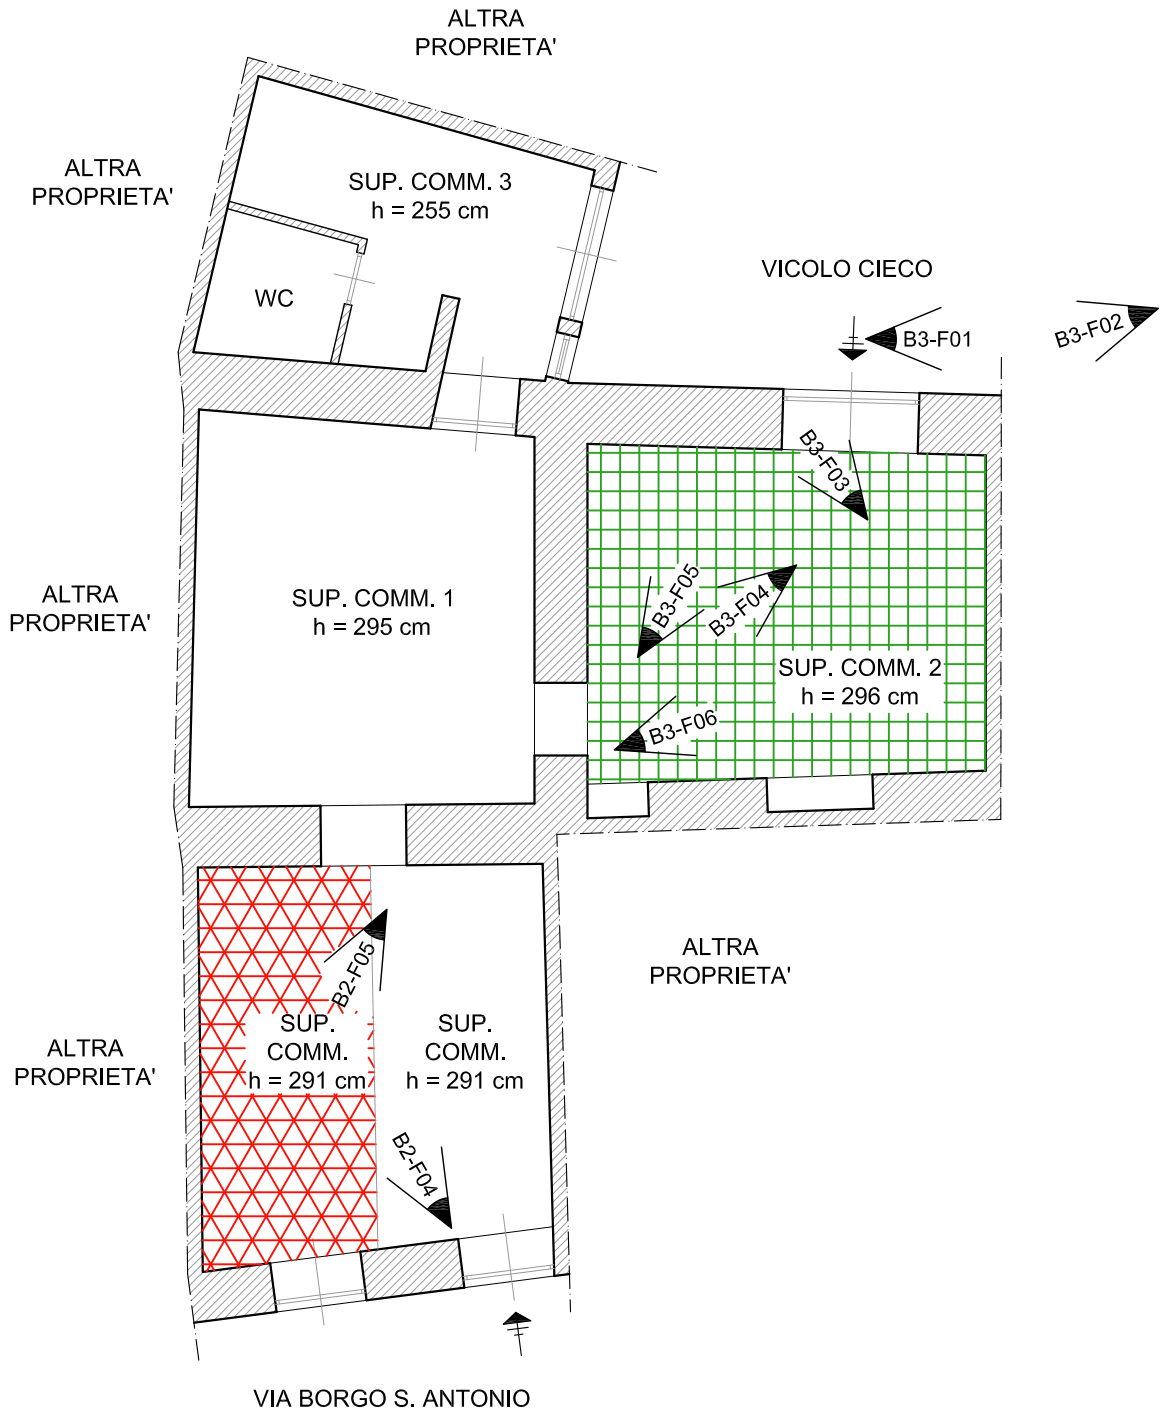 ALTRA
PROPRIETA'
ALTRA
PROPRIETA'
SUP. COMM. 3
h = 255 cm
WC
VICOLO CIECO
B3-F01
B3-F02
B3-F03
ALTRA
PROPRIETA'
SUP. COMM. 1
h = 295 cm
B3-F05
B3-F04
SUP. COMM. 2
h = 296 cm
B3-F06
ALTRA
PROPRIETA'
B2-F05
SUP.
COMM.
h = 291 cm
SUP.
COMM.
h = 291 cm
ALTRA
PROPRIETA'
B2-F04
VIA BORGO S. ANTONIO